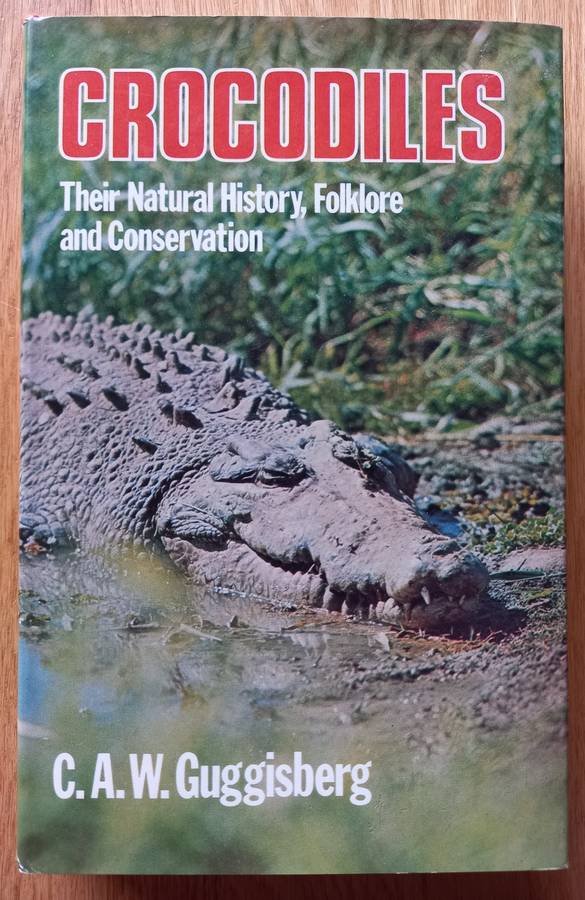 CROCODILES
Their Natural History, Folklore
and Conservation
C. A. W. Guggisberg